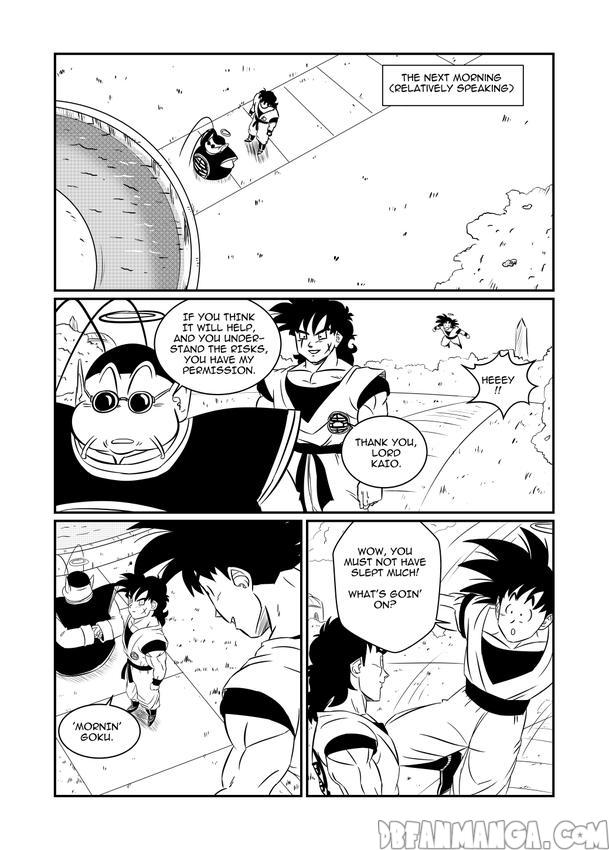 THE NEXT MORNING
(RELATIVELY SPEAKING)
IF YOU THINK
IT WILL HELP,
AND YOU UNDER-
STAND THE RISKS,
YOU HAVE MY
PERMISSION.
HEEEY
!!
THANK YOU,
LORD
KAIO.
'MORNIN'
GOKU.
WOW, YOU
MUST NOT HAVE
SLEPT MUCH!
WHAT'S GOIN'
ON?
DBFANMANGA.COM